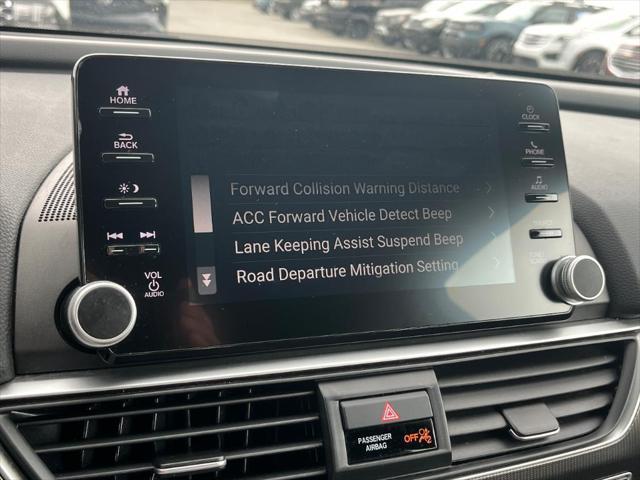 HOME
BACK
VOL
AUDIO
Forward Collision Warning Distance
ACC Forward Vehicle Detect Beep
Lane Keeping Assist Suspend Beep
Road Departure Mitigation Setting
CLOCK
PHONE
AUDIO
PASSENGER
AIRBAG
OFF